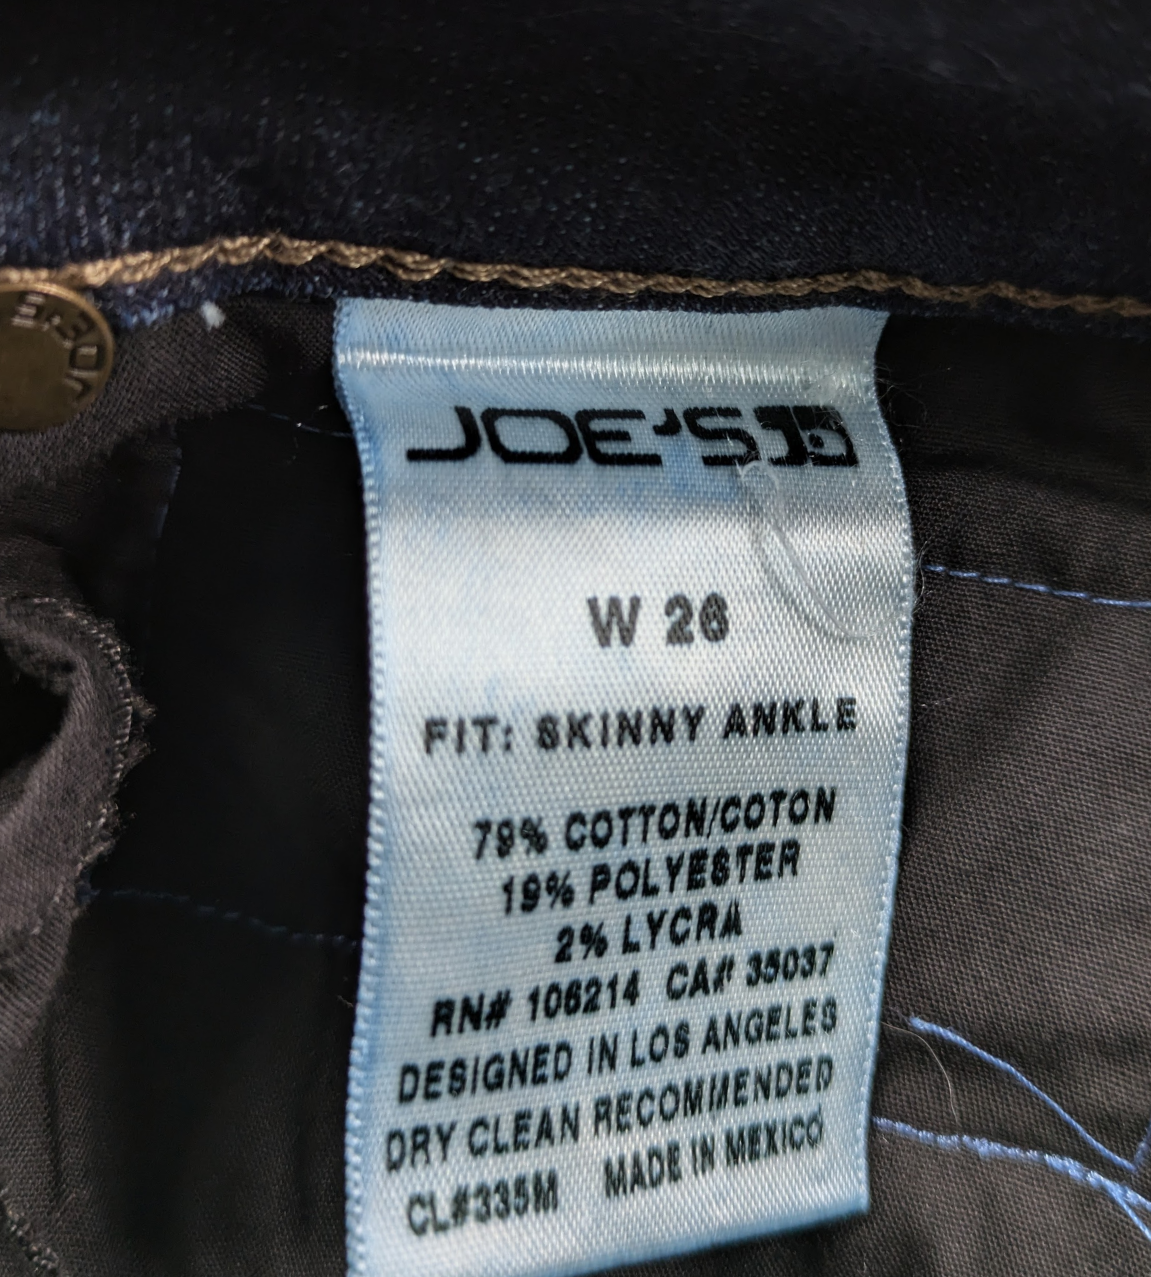 JOE'S
JOE'S
W 26
FIT: SKINNY ANKLE
79% COTTON/COTON
19% POLYESTER
2% LYCRA
RN# 106214 CA# 35037
DESIGNED IN LOS ANGELES
DRY CLEAN RECOMMENDED
CL#335M MADE IN MEXICO